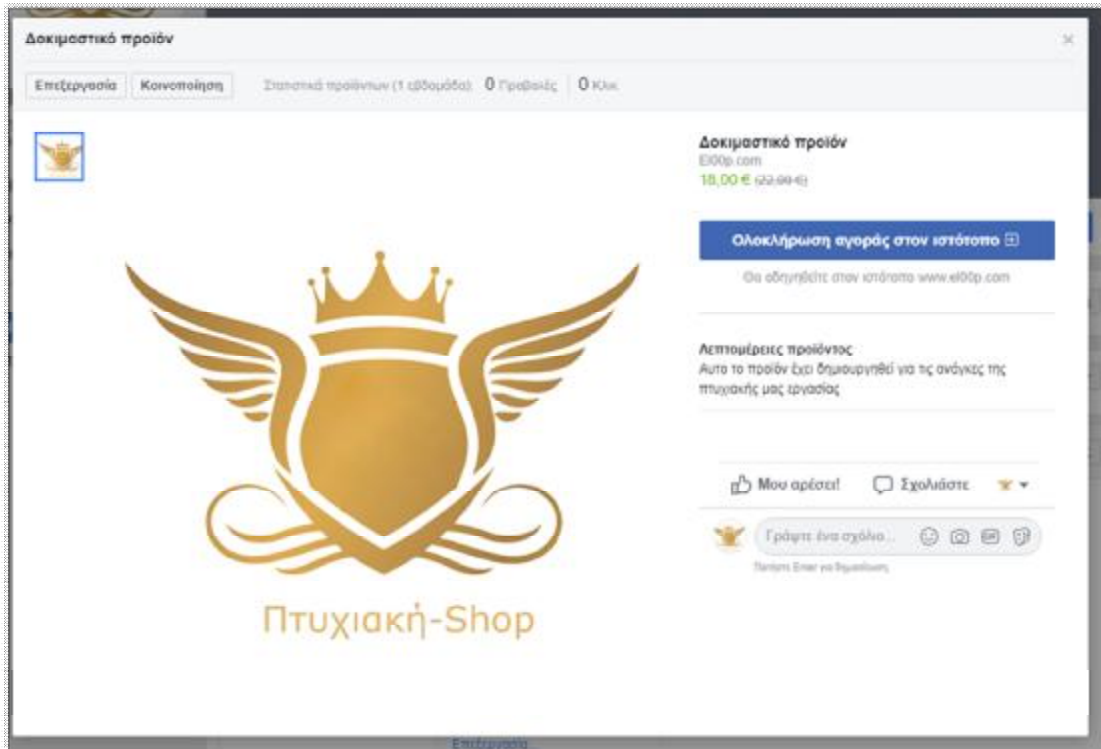 Δοκιμαστικό προϊόν
Επεξεργασία Κοινοποίηση Στατιστικά προϊόντων (1 εβδομάδα): 0 Προβολές 0 Κλικ
Δοκιμαστικό προϊόν
El00p.com
18,00 € (22,00 €)
Ολοκλήρωση αγοράς στον ιστότοπο
Θα οδηγηθείτε στον ιστότοπο www.el00p.com
Λεπτομέρειες προϊόντος
Αυτο το προϊόν έχει δημιουργηθεί για τις ανάγκες της
πτυχιακής μας εργασίας
Μου αρέσει! Σχολιάστε
Γράψτε ένα σχόλιο... GIF
Πατήστε Enter για δημοσίευση.
Πτυχιακή-Shop
Επεξεργασία